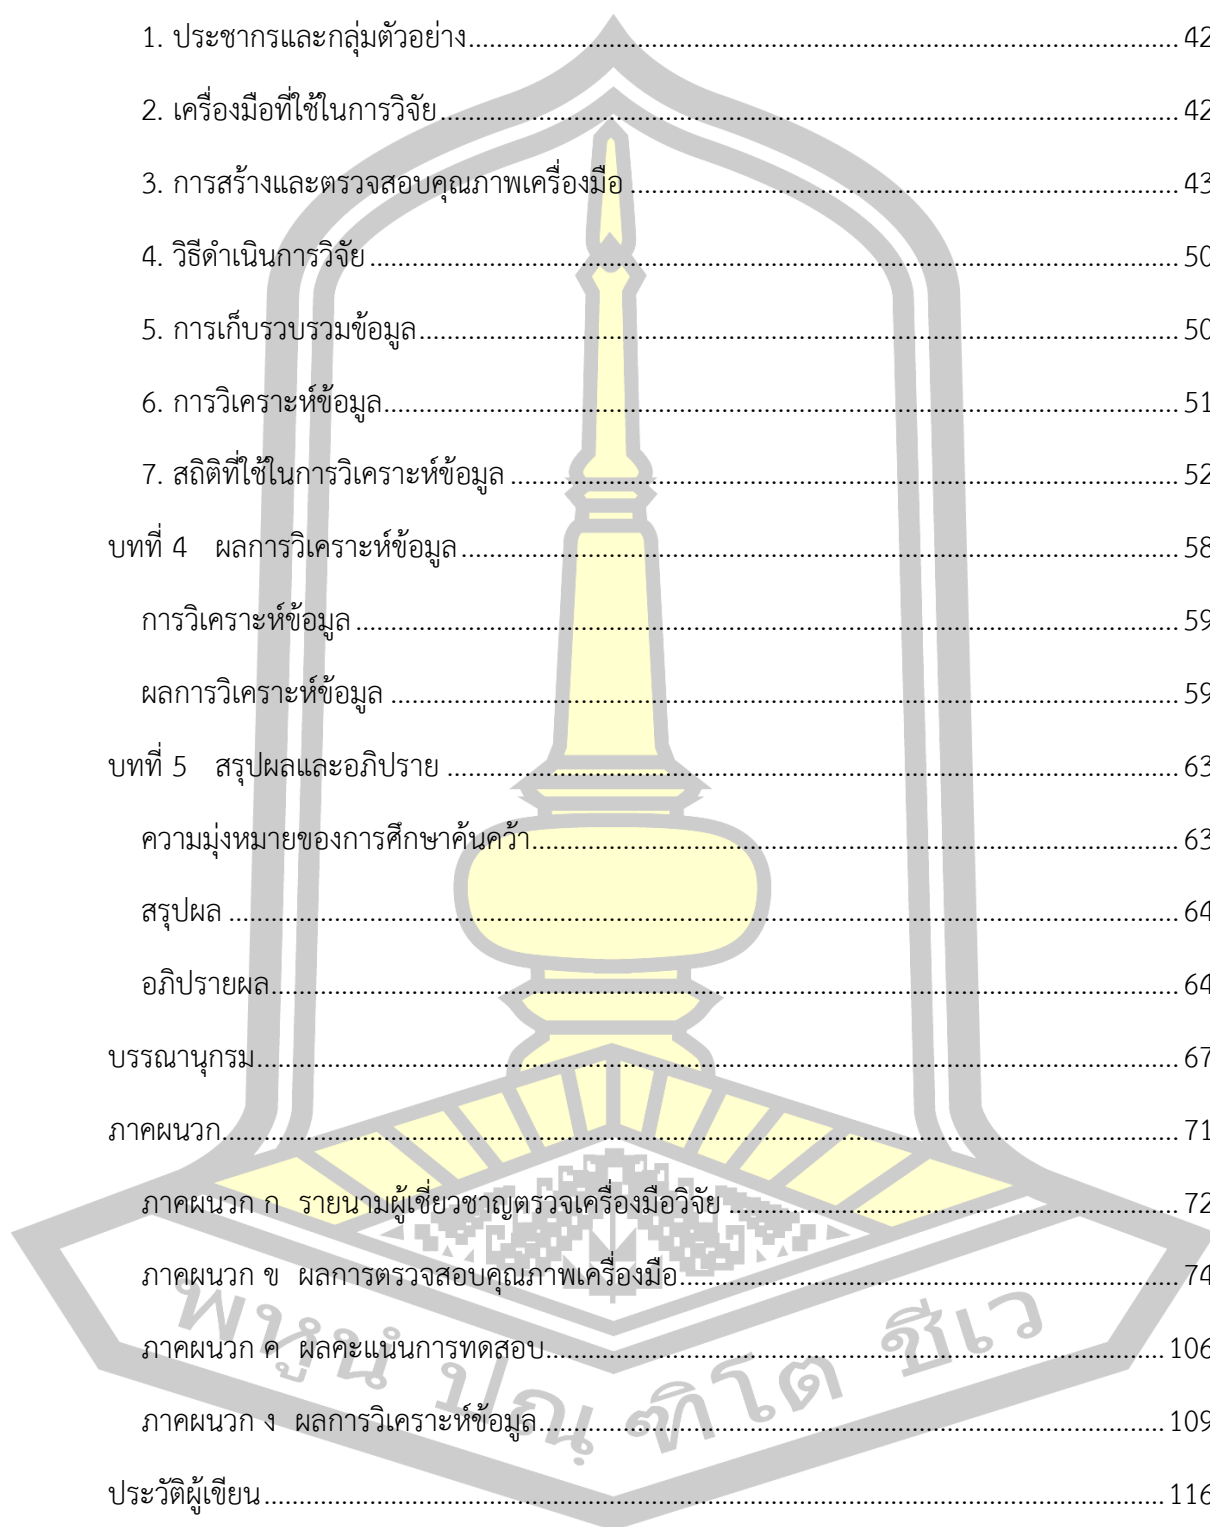 1. ประชากรและกลุ่มตัวอย่าง.......................................................................................... 42
2. เครื่องมือที่ใช้ในการวิจัย.............................................................................................. 42
3. การสร้างและตรวจสอบคุณภาพเครื่องมือ ..................................................................... 43
4. วิธีดำเนินการวิจัย ...................................................................................................... 50
5. การเก็บรวบรวมข้อมูล................................................................................................ 50
6. การวิเคราะห์ข้อมูล..................................................................................................... 51
7. สถิติที่ใช้ในการวิเคราะห์ข้อมูล .................................................................................... 52
บทที่ 4 ผลการวิเคราะห์ข้อมูล........................................................................................... 58
การวิเคราะห์ข้อมูล ........................................................................................................ 59
ผลการวิเคราะห์ข้อมูล .................................................................................................... 59
บทที่ 5 สรุปผลและอภิปราย ............................................................................................. 63
ความมุ่งหมายของการศึกษาค้นคว้า.................................................................................. 63
สรุปผล ........................................................................................................................ 64
อภิปรายผล................................................................................................................... 64
บรรณานุกรม..................................................................................................................... 67
ภาคผนวก......................................................................................................................... 71
ภาคผนวก ก รายนามผู้เชี่ยวชาญตรวจเครื่องมือวิจัย ......................................................... 72
ภาคผนวก ข ผลการตรวจสอบคุณภาพเครื่องมือ................................................................ 74
ภาคผนวก ค ผลคะแนนการทดสอบ............................................................................... 106
ภาคผนวก ง ผลการวิเคราะห์ข้อมูล................................................................................ 109
ประวัติผู้เขียน .................................................................................................................. 116
พหูนํ ปณฺฑิโต ชีเว